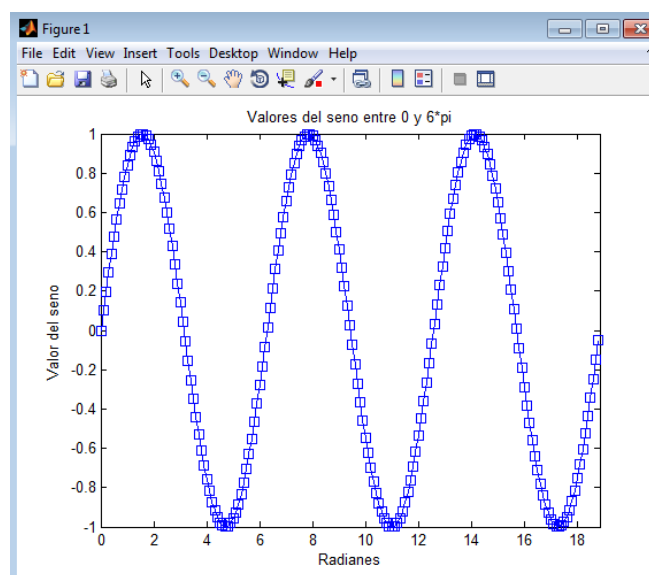 Figure 1
File Edit View Insert Tools Desktop Window Help
Valores del seno entre 0 y 6*pi
1
0.8
0.6
0.4
0.2
0
-0.2
-0.4
-0.6
-0.8
-1
Valor del seno
0 2 4 6 8 10 12 14 16 18
Radianes